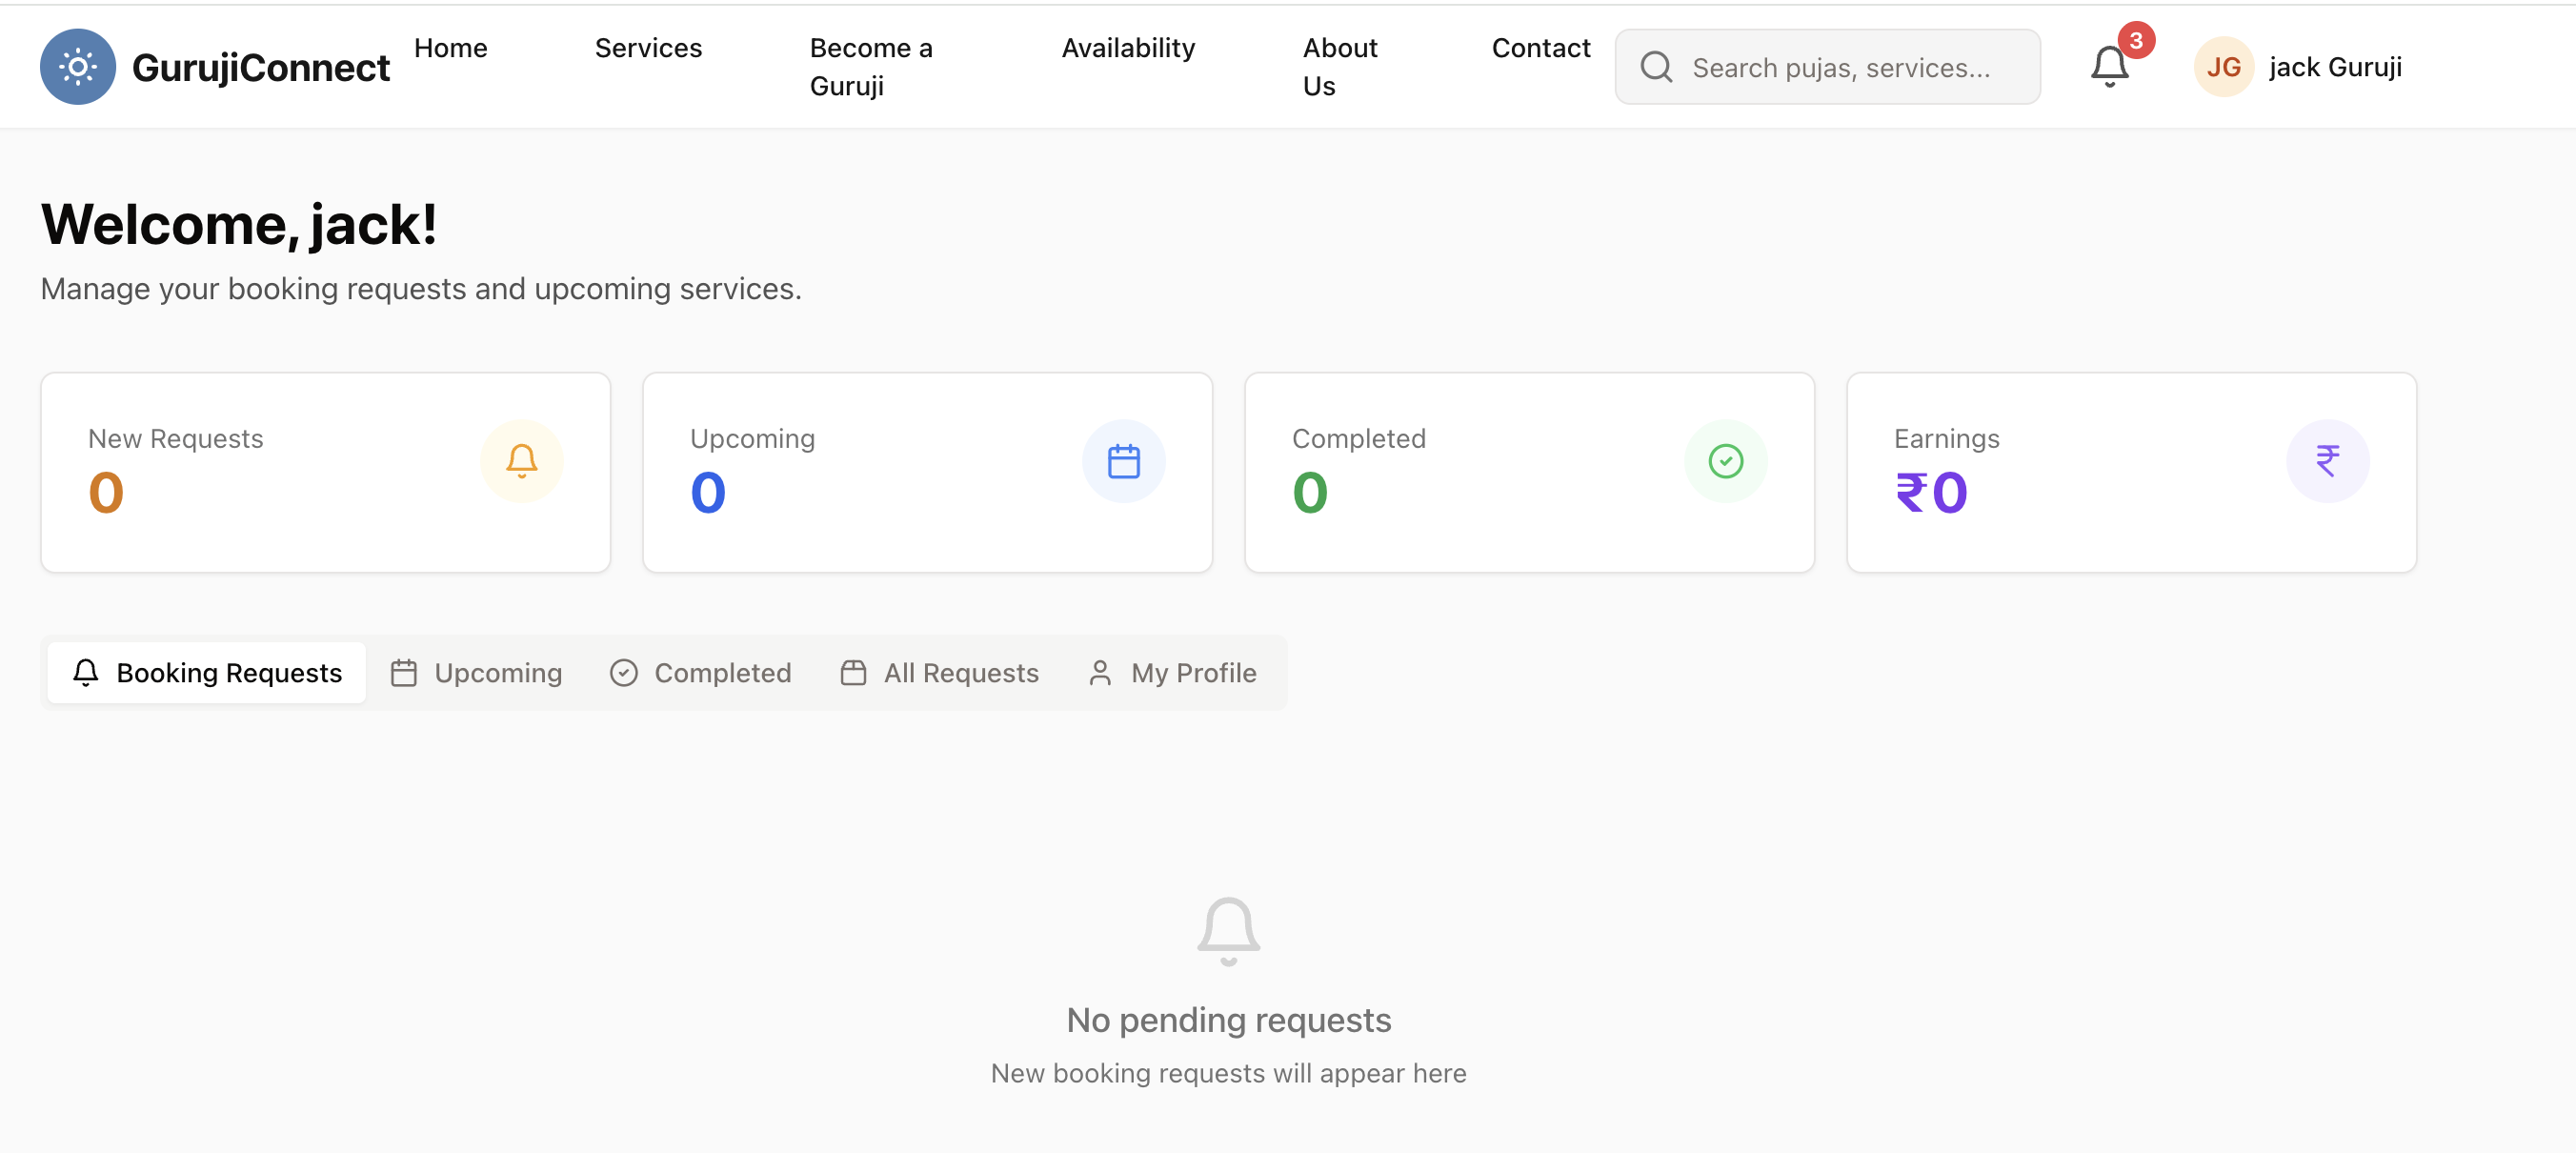 GurujiConnect
Home
Services
Become a
Guruji
Availability
About
Us
Contact
Search pujas, services...
3
JG
jack Guruji
Welcome, jack!
Manage your booking requests and upcoming services.
New Requests
0
Upcoming
0
Completed
0
Earnings
₹0
₹
Booking Requests
Upcoming
Completed
All Requests
My Profile
No pending requests
New booking requests will appear here